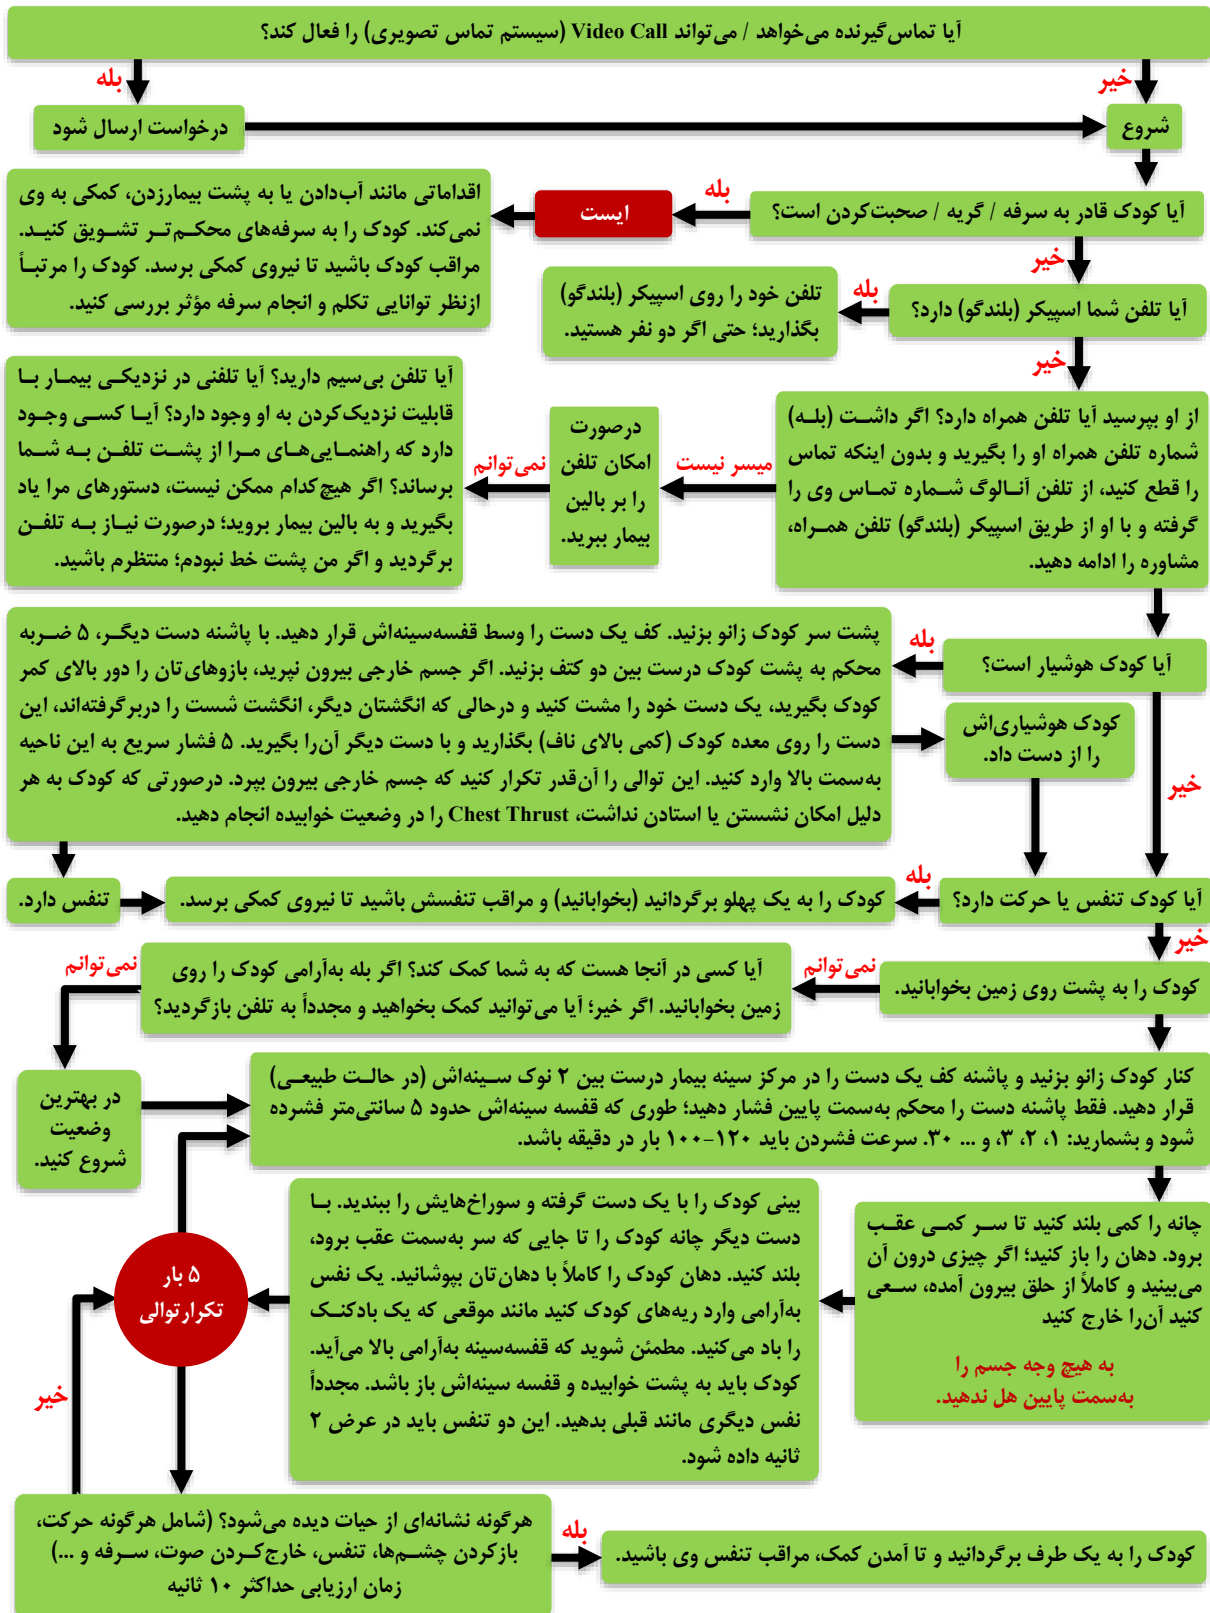 آیا تماس‌گیرنده می‌خواهد / می‌تواند Video Call (سیستم تماس تصویری) را فعال کند؟
خیر
بله
شروع
درخواست ارسال شود
آیا کودک قادر به سرفه / گریه / صحبت‌کردن است؟
بله
ایست
اقداماتی مانند آب‌دادن یا به پشت بیمارزدن، کمکی به وی
نمی‌کند. کودک را به سرفه‌های محکم‌تر تشویق کنید.
مراقب کودک باشید تا نیروی کمکی برسد. کودک را مرتباً
ازنظر توانایی تکلم و انجام سرفه مؤثر بررسی کنید.
خیر
آیا تلفن شما اسپیکر (بلندگو) دارد؟
بله
تلفن خود را روی اسپیکر (بلندگو)
بگذارید؛ حتی اگر دو نفر هستید.
خیر
از او بپرسید آیا تلفن همراه دارد؟ اگر داشت (بله)
شماره تلفن همراه او را بگیرید و بدون اینکه تماس
را قطع کنید، از تلفن آنالوگ شماره تماس وی را
گرفته و با او از طریق اسپیکر (بلندگو) تلفن همراه،
مشاوره را ادامه دهید.
میسر نیست
درصورت
امکان تلفن
را بر بالین
بیمار ببرید.
نمی‌توانم
آیا تلفن بی‌سیم دارید؟ آیا تلفنی در نزدیکی بیمار با
قابلیت نزدیک‌کردن به او وجود دارد؟ آیا کسی وجود
دارد که راهنمایی‌های مرا از پشت تلفن به شما
برساند؟ اگر هیچ‌کدام ممکن نیست، دستورهای مرا یاد
بگیرید و به بالین بیمار بروید؛ درصورت نیاز به تلفن
برگردید و اگر من پشت خط نبودم؛ منتظرم باشید.
آیا کودک هوشیار است؟
بله
پشت سر کودک زانو بزنید. کف یک دست را وسط قفسه‌سینه‌اش قرار دهید. با پاشنه دست دیگر، ۵ ضربه
محکم به پشت کودک درست بین دو کتف بزنید. اگر جسم خارجی بیرون نپرید، بازوهای‌تان را دور بالای کمر
کودک بگیرید، یک دست خود را مشت کنید و درحالی که انگشتان دیگر، انگشت شست را دربرگرفته‌اند، این
دست را روی معده کودک (کمی بالای ناف) بگذارید و با دست دیگر آن‌را بگیرید. ۵ فشار سریع به این ناحیه
به‌سمت بالا وارد کنید. این توالی را آن‌قدر تکرار کنید که جسم خارجی بیرون بپرد. درصورتی که کودک به هر
دلیل امکان نشستن یا استادن نداشت، Chest Thrust را در وضعیت خوابیده انجام دهید.
کودک هوشیاری‌اش
را از دست داد.
خیر
آیا کودک تنفس یا حرکت دارد؟
بله
کودک را به یک پهلو برگردانید (بخوابانید) و مراقب تنفسش باشید تا نیروی کمکی برسد.
تنفس دارد.
خیر
کودک را به پشت روی زمین بخوابانید.
نمی‌توانم
آیا کسی در آنجا هست که به شما کمک کند؟ اگر بله به‌آرامی کودک را روی
زمین بخوابانید. اگر خیر؛ آیا می‌توانید کمک بخواهید و مجدداً به تلفن بازگردید؟
نمی‌توانم
در بهترین
وضعیت
شروع کنید.
کنار کودک زانو بزنید و پاشنه کف یک دست را در مرکز سینه بیمار درست بین ۲ نوک سینه‌اش (در حالت طبیعی)
قرار دهید. فقط پاشنه دست را محکم به‌سمت پایین فشار دهید؛ طوری که قفسه سینه‌اش حدود ۵ سانتی‌متر فشرده
شود و بشمارید: ۱، ۲، ۳، و ... ۳۰. سرعت فشردن باید ۱۲۰-۱۰۰ بار در دقیقه باشد.
چانه را کمی بلند کنید تا سر کمی عقب
برود. دهان را باز کنید؛ اگر چیزی درون آن
می‌بینید و کاملاً از حلق بیرون آمده، سعی
کنید آن‌را خارج کنید
به هیچ وجه جسم را
به‌سمت پایین هل ندهید.
بینی کودک را با یک دست گرفته و سوراخ‌هایش را ببندید. با
دست دیگر چانه کودک را تا جایی که سر به‌سمت عقب برود،
بلند کنید. دهان کودک را کاملاً با دهان‌تان بپوشانید. یک نفس
به‌آرامی وارد ریه‌های کودک کنید مانند موقعی که یک بادکنک
را باد می‌کنید. مطمئن شوید که قفسه‌سینه به‌آرامی بالا می‌آید.
کودک باید به پشت خوابیده و قفسه سینه‌اش باز باشد. مجدداً
نفس دیگری مانند قبلی بدهید. این دو تنفس باید در عرض ۲
ثانیه داده شود.
۵ بار
تکرارتوالی
خیر
هرگونه نشانه‌ای از حیات دیده می‌شود؟ (شامل هرگونه حرکت،
بازکردن چشم‌ها، تنفس، خارج‌کردن صوت، سرفه و ...)
زمان ارزیابی حداکثر ۱۰ ثانیه
بله
کودک را به یک طرف برگردانید و تا آمدن کمک، مراقب تنفس وی باشید.